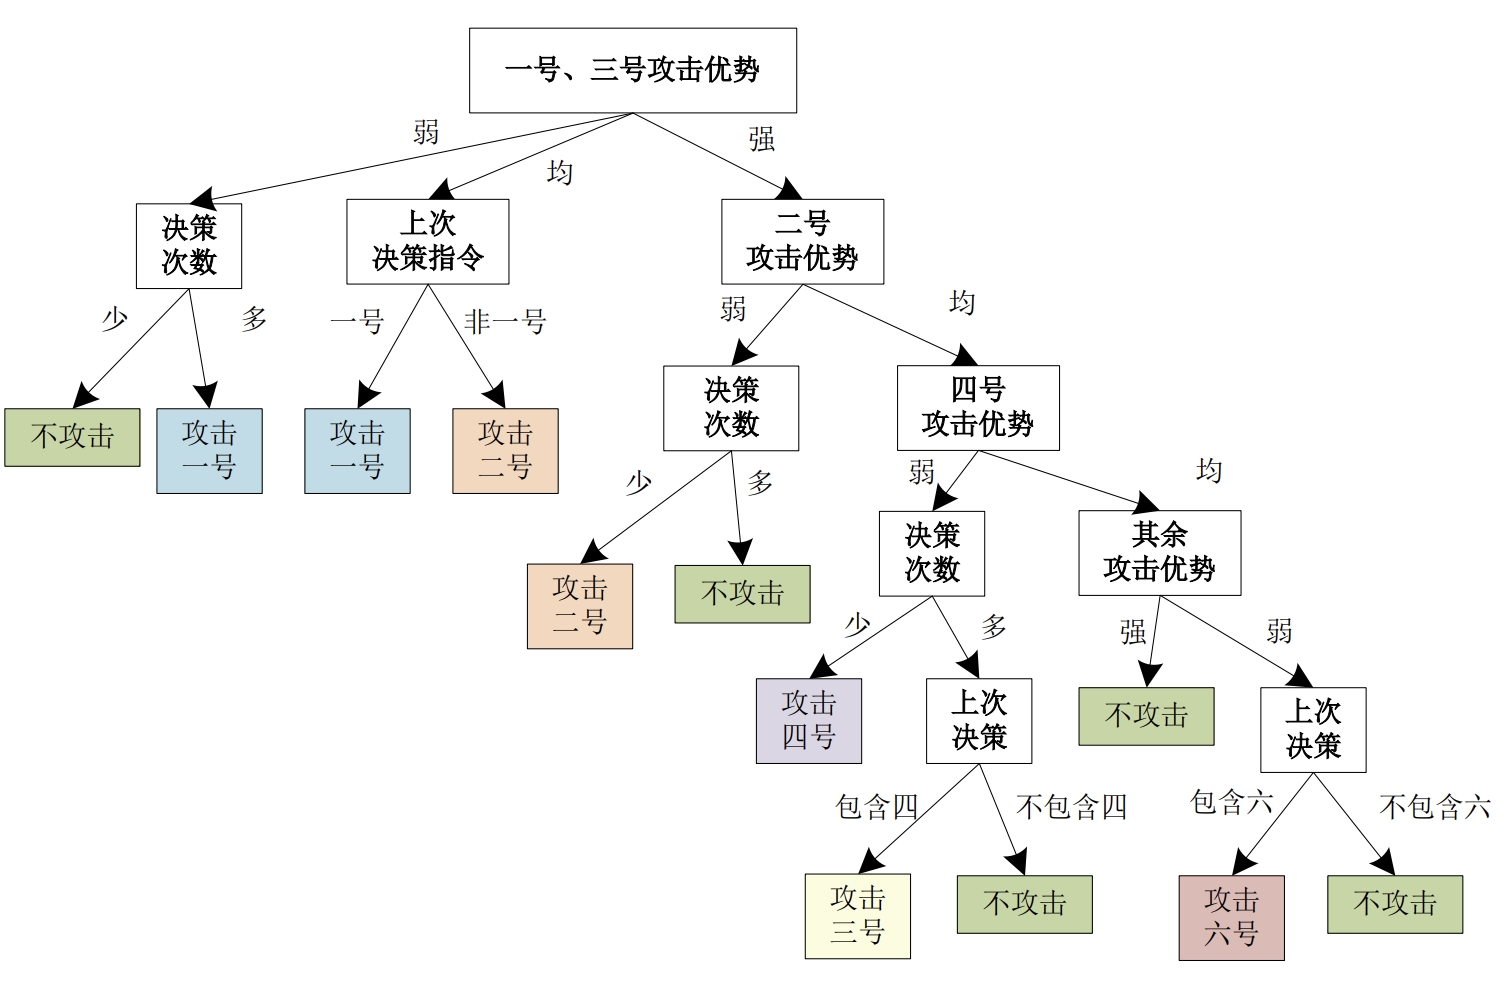 一号、三号攻击优势
弱
均
强
决策
次数
上次
决策指令
二号
攻击优势
少
多
一号
非一号
弱
均
不攻击
攻击
一号
攻击
一号
攻击
二号
决策
次数
四号
攻击优势
少
多
弱
均
攻击
二号
不攻击
决策
次数
其余
攻击优势
少
多
强
弱
攻击
四号
上次
决策
不攻击
上次
决策
包含四
不包含四
包含六
不包含六
攻击
三号
不攻击
攻击
六号
不攻击